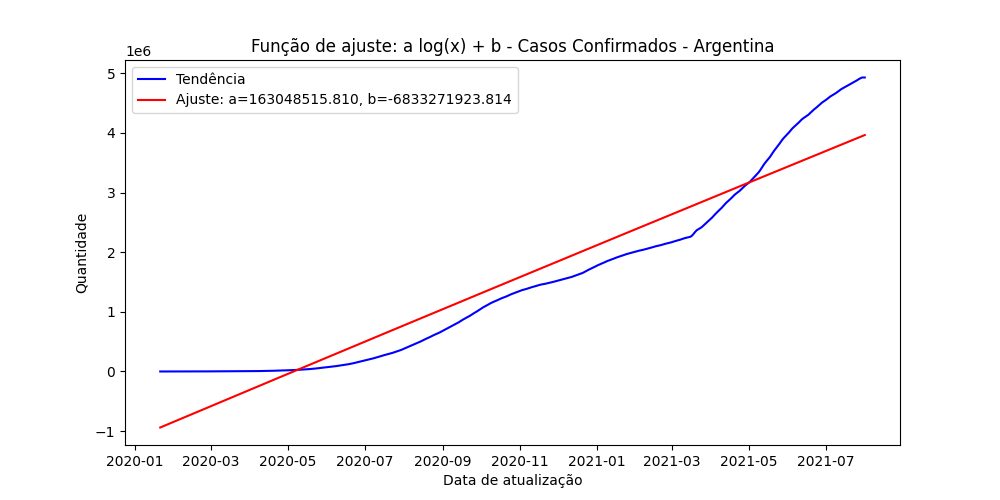 Função de ajuste: a log(x) + b - Casos Confirmados - Argentina
1e6
Tendência
Ajuste: a=163048515.810, b=-6833271923.814
5
4
3
2
1
0
−1
Quantidade
2020-01 2020-03 2020-05 2020-07 2020-09 2020-11 2021-01 2021-03 2021-05 2021-07
Data de atualização